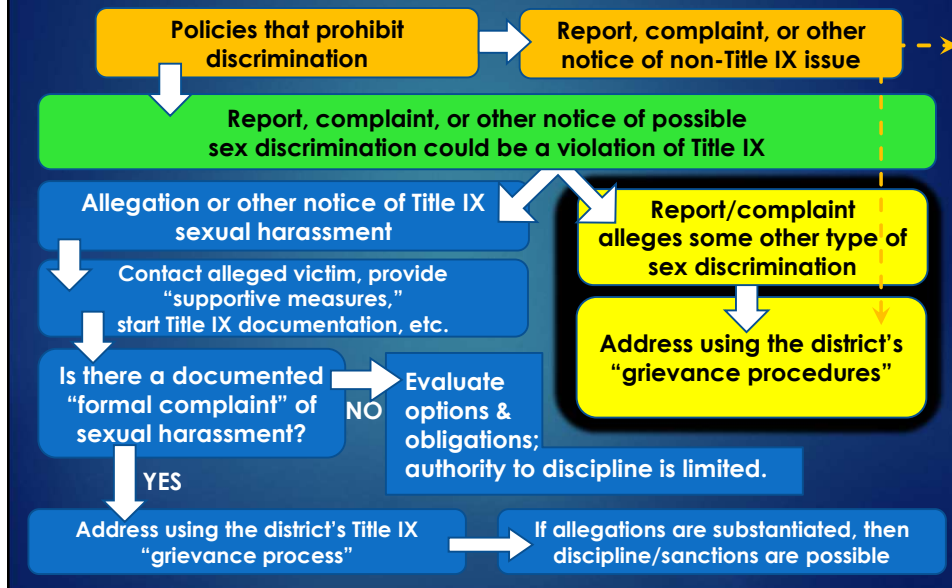 Policies that prohibit
discrimination
Report, complaint, or other
notice of non-Title IX issue
Report, complaint, or other notice of possible
sex discrimination could be a violation of Title IX
Allegation or other notice of Title IX
sexual harassment
Report/complaint
alleges some other type of
sex discrimination
Contact alleged victim, provide
“supportive measures,”
start Title IX documentation, etc.
Address using the district’s
“grievance procedures”
Is there a documented
“formal complaint” of
sexual harassment?
NO
Evaluate
options &
obligations;
authority to discipline is limited.
YES
Address using the district’s Title IX
“grievance process”
If allegations are substantiated, then
discipline/sanctions are possible